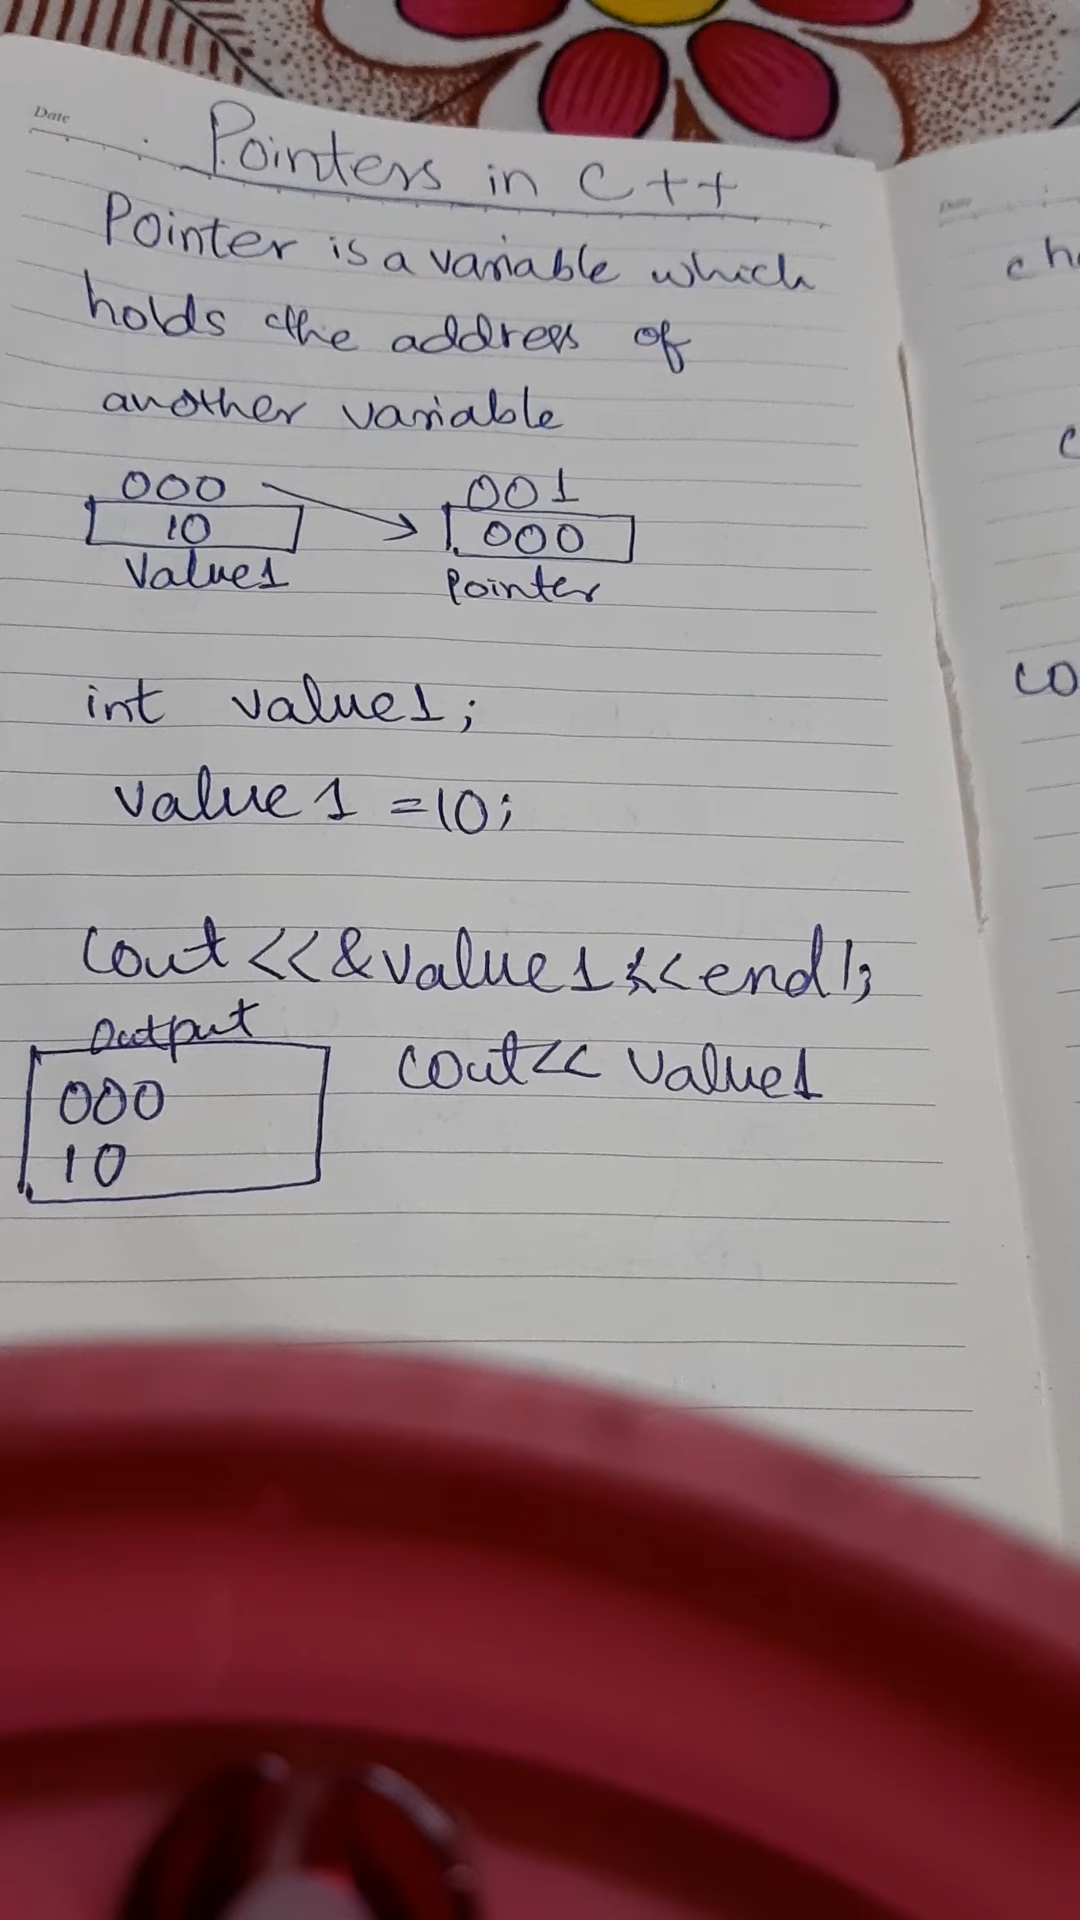 Date
Pointers in C++
Pointer is a variable which
holds the address of
another variable
000 001
10 000
Value1 Pointer
int value1;
value1 =10;
cout<<&value1<<endl;
Output
000 cout<< value1
10
Date
ch
c
co